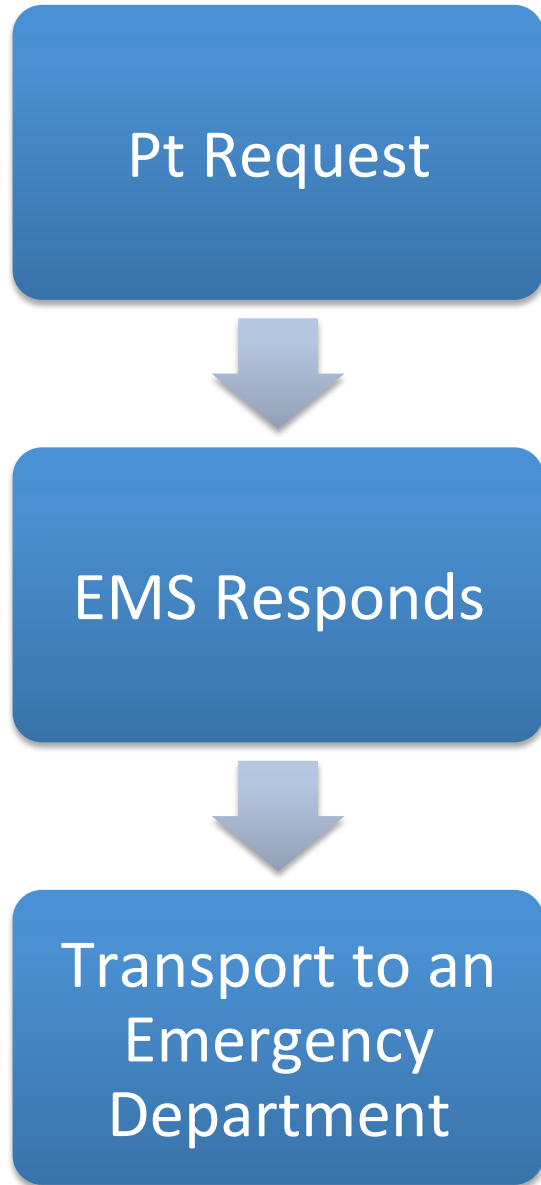 Pt Request
EMS Responds
Transport to an
Emergency
Department